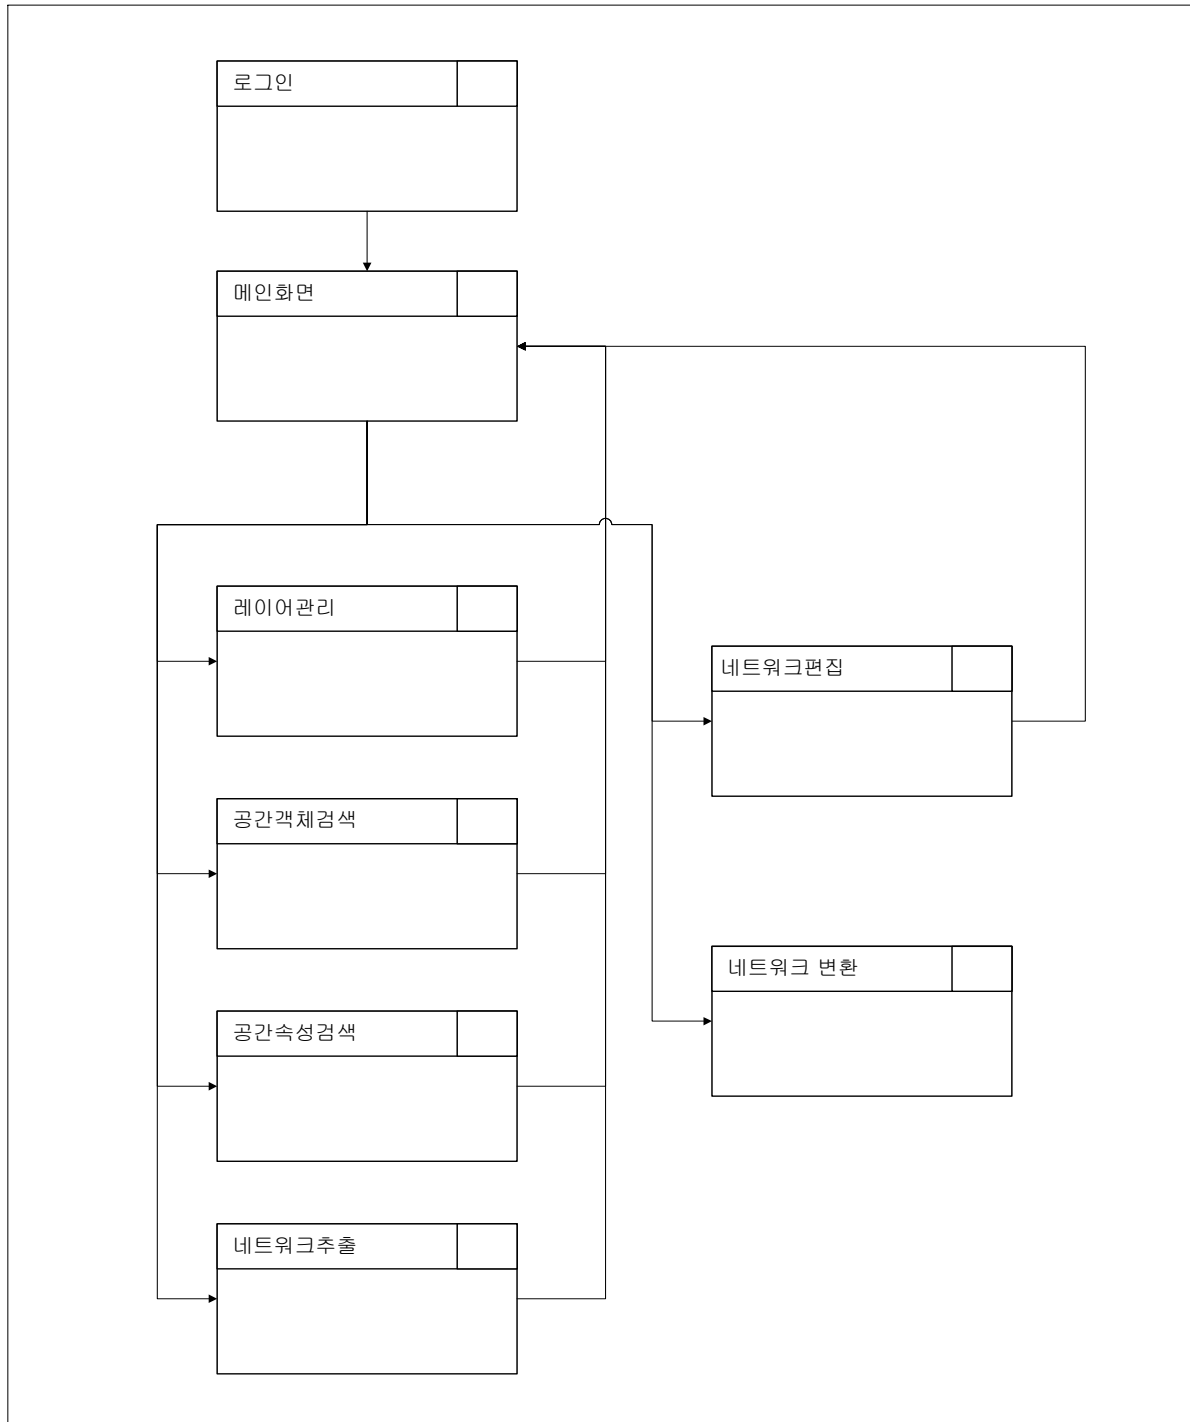 로그인
메인화면
레이어관리
네트워크편집
공간객체검색
네트워크 변환
공간속성검색
네트워크추출